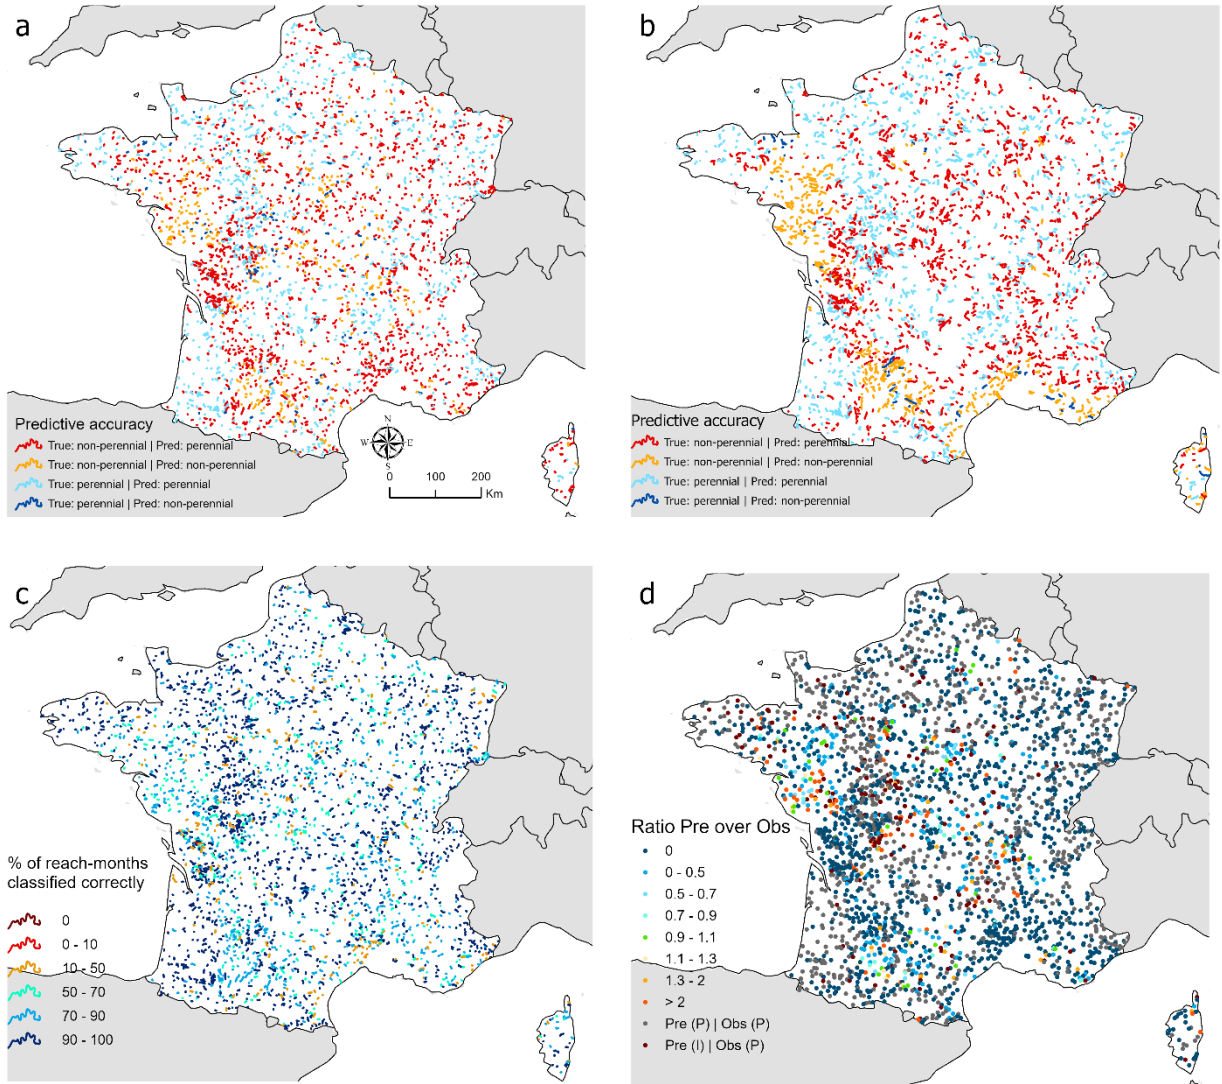 a
Predictive accuracy
True: non-perennial | Pred: perennial
True: non-perennial | Pred: non-perennial
True: perennial | Pred: perennial
True: perennial | Pred: non-perennial
N
W E
S
0 100 200
Km
b
Predictive accuracy
True: non-perennial | Pred: perennial
True: non-perennial | Pred: non-perennial
True: perennial | Pred: perennial
True: perennial | Pred: non-perennial
c
% of reach-months
classified correctly
0
0 - 10
10 - 50
50 - 70
70 - 90
90 - 100
d
Ratio Pre over Obs
0
0 - 0.5
0.5 - 0.7
0.7 - 0.9
0.9 - 1.1
1.1 - 1.3
1.3 - 2
> 2
Pre (P) | Obs (P)
Pre (I) | Obs (P)